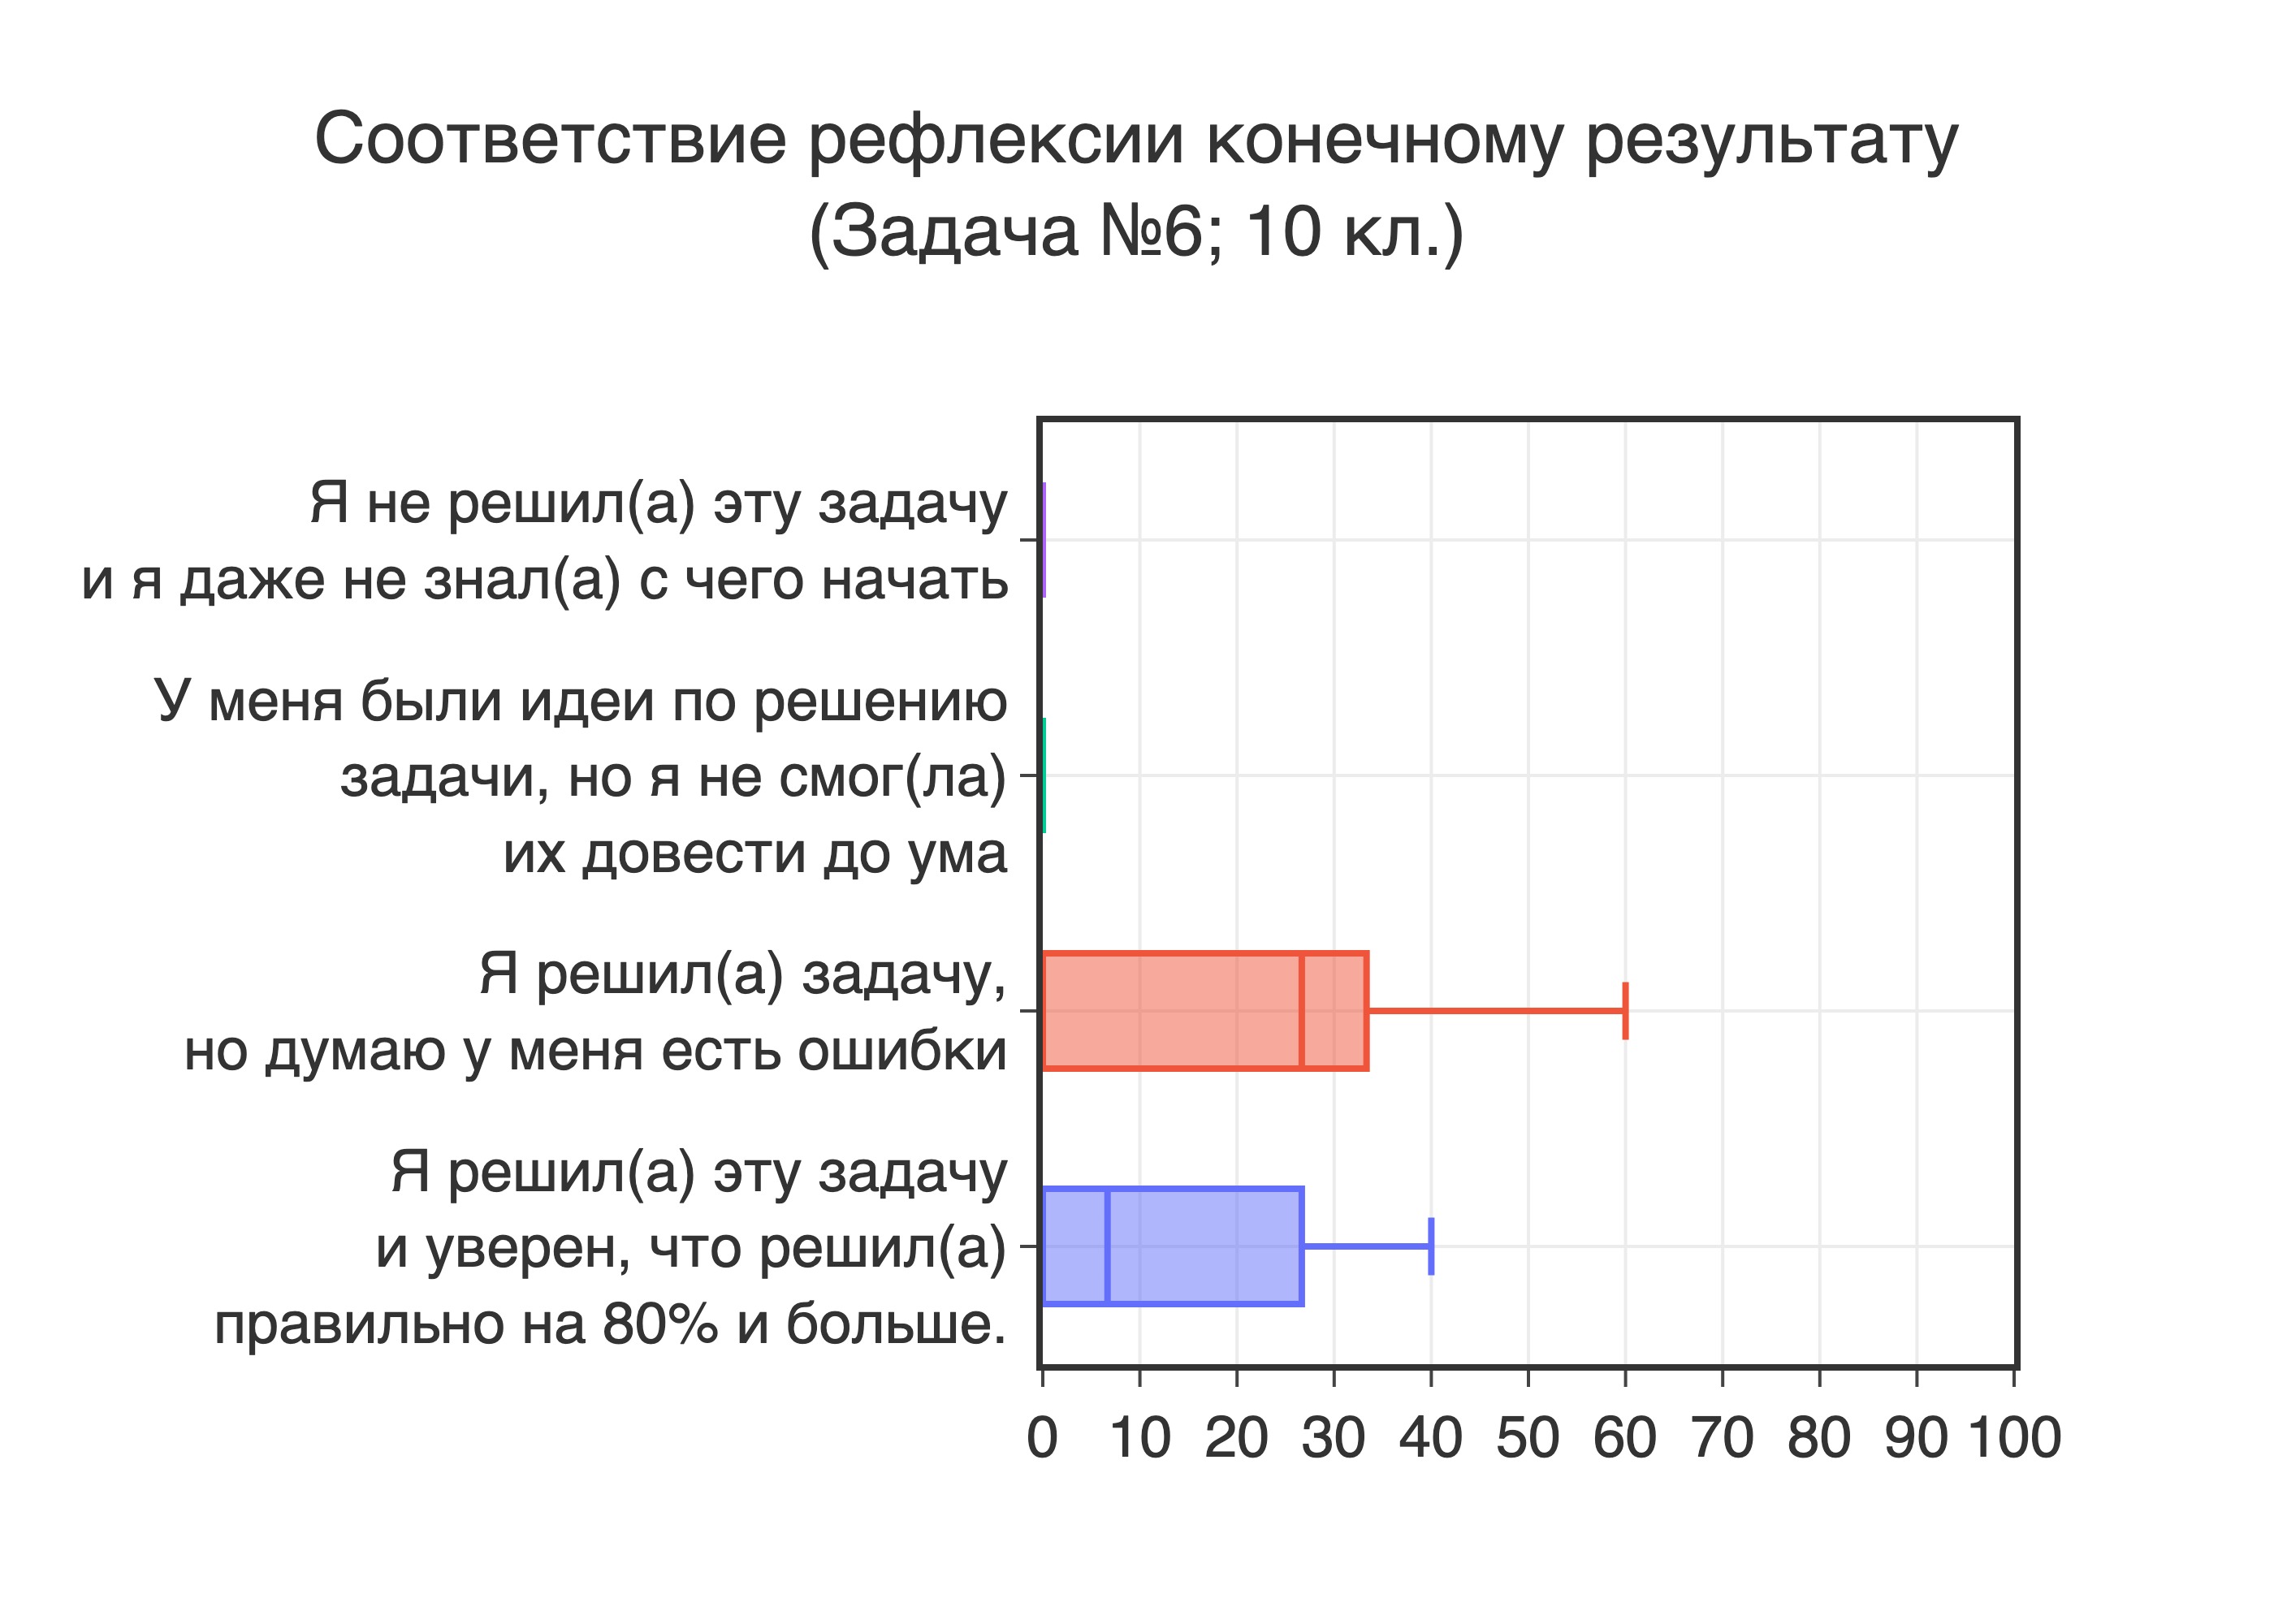 Соответствие рефлексии конечному результату
(Задача №6; 10 кл.)
Я не решил(а) эту задачу
и я даже не знал(а) с чего начать
У меня были идеи по решению
задачи, но я не смог(ла)
их довести до ума
Я решил(а) задачу,
но думаю у меня есть ошибки
Я решил(а) эту задачу
и уверен, что решил(а)
правильно на 80% и больше.
0 10 20 30 40 50 60 70 80 90 100